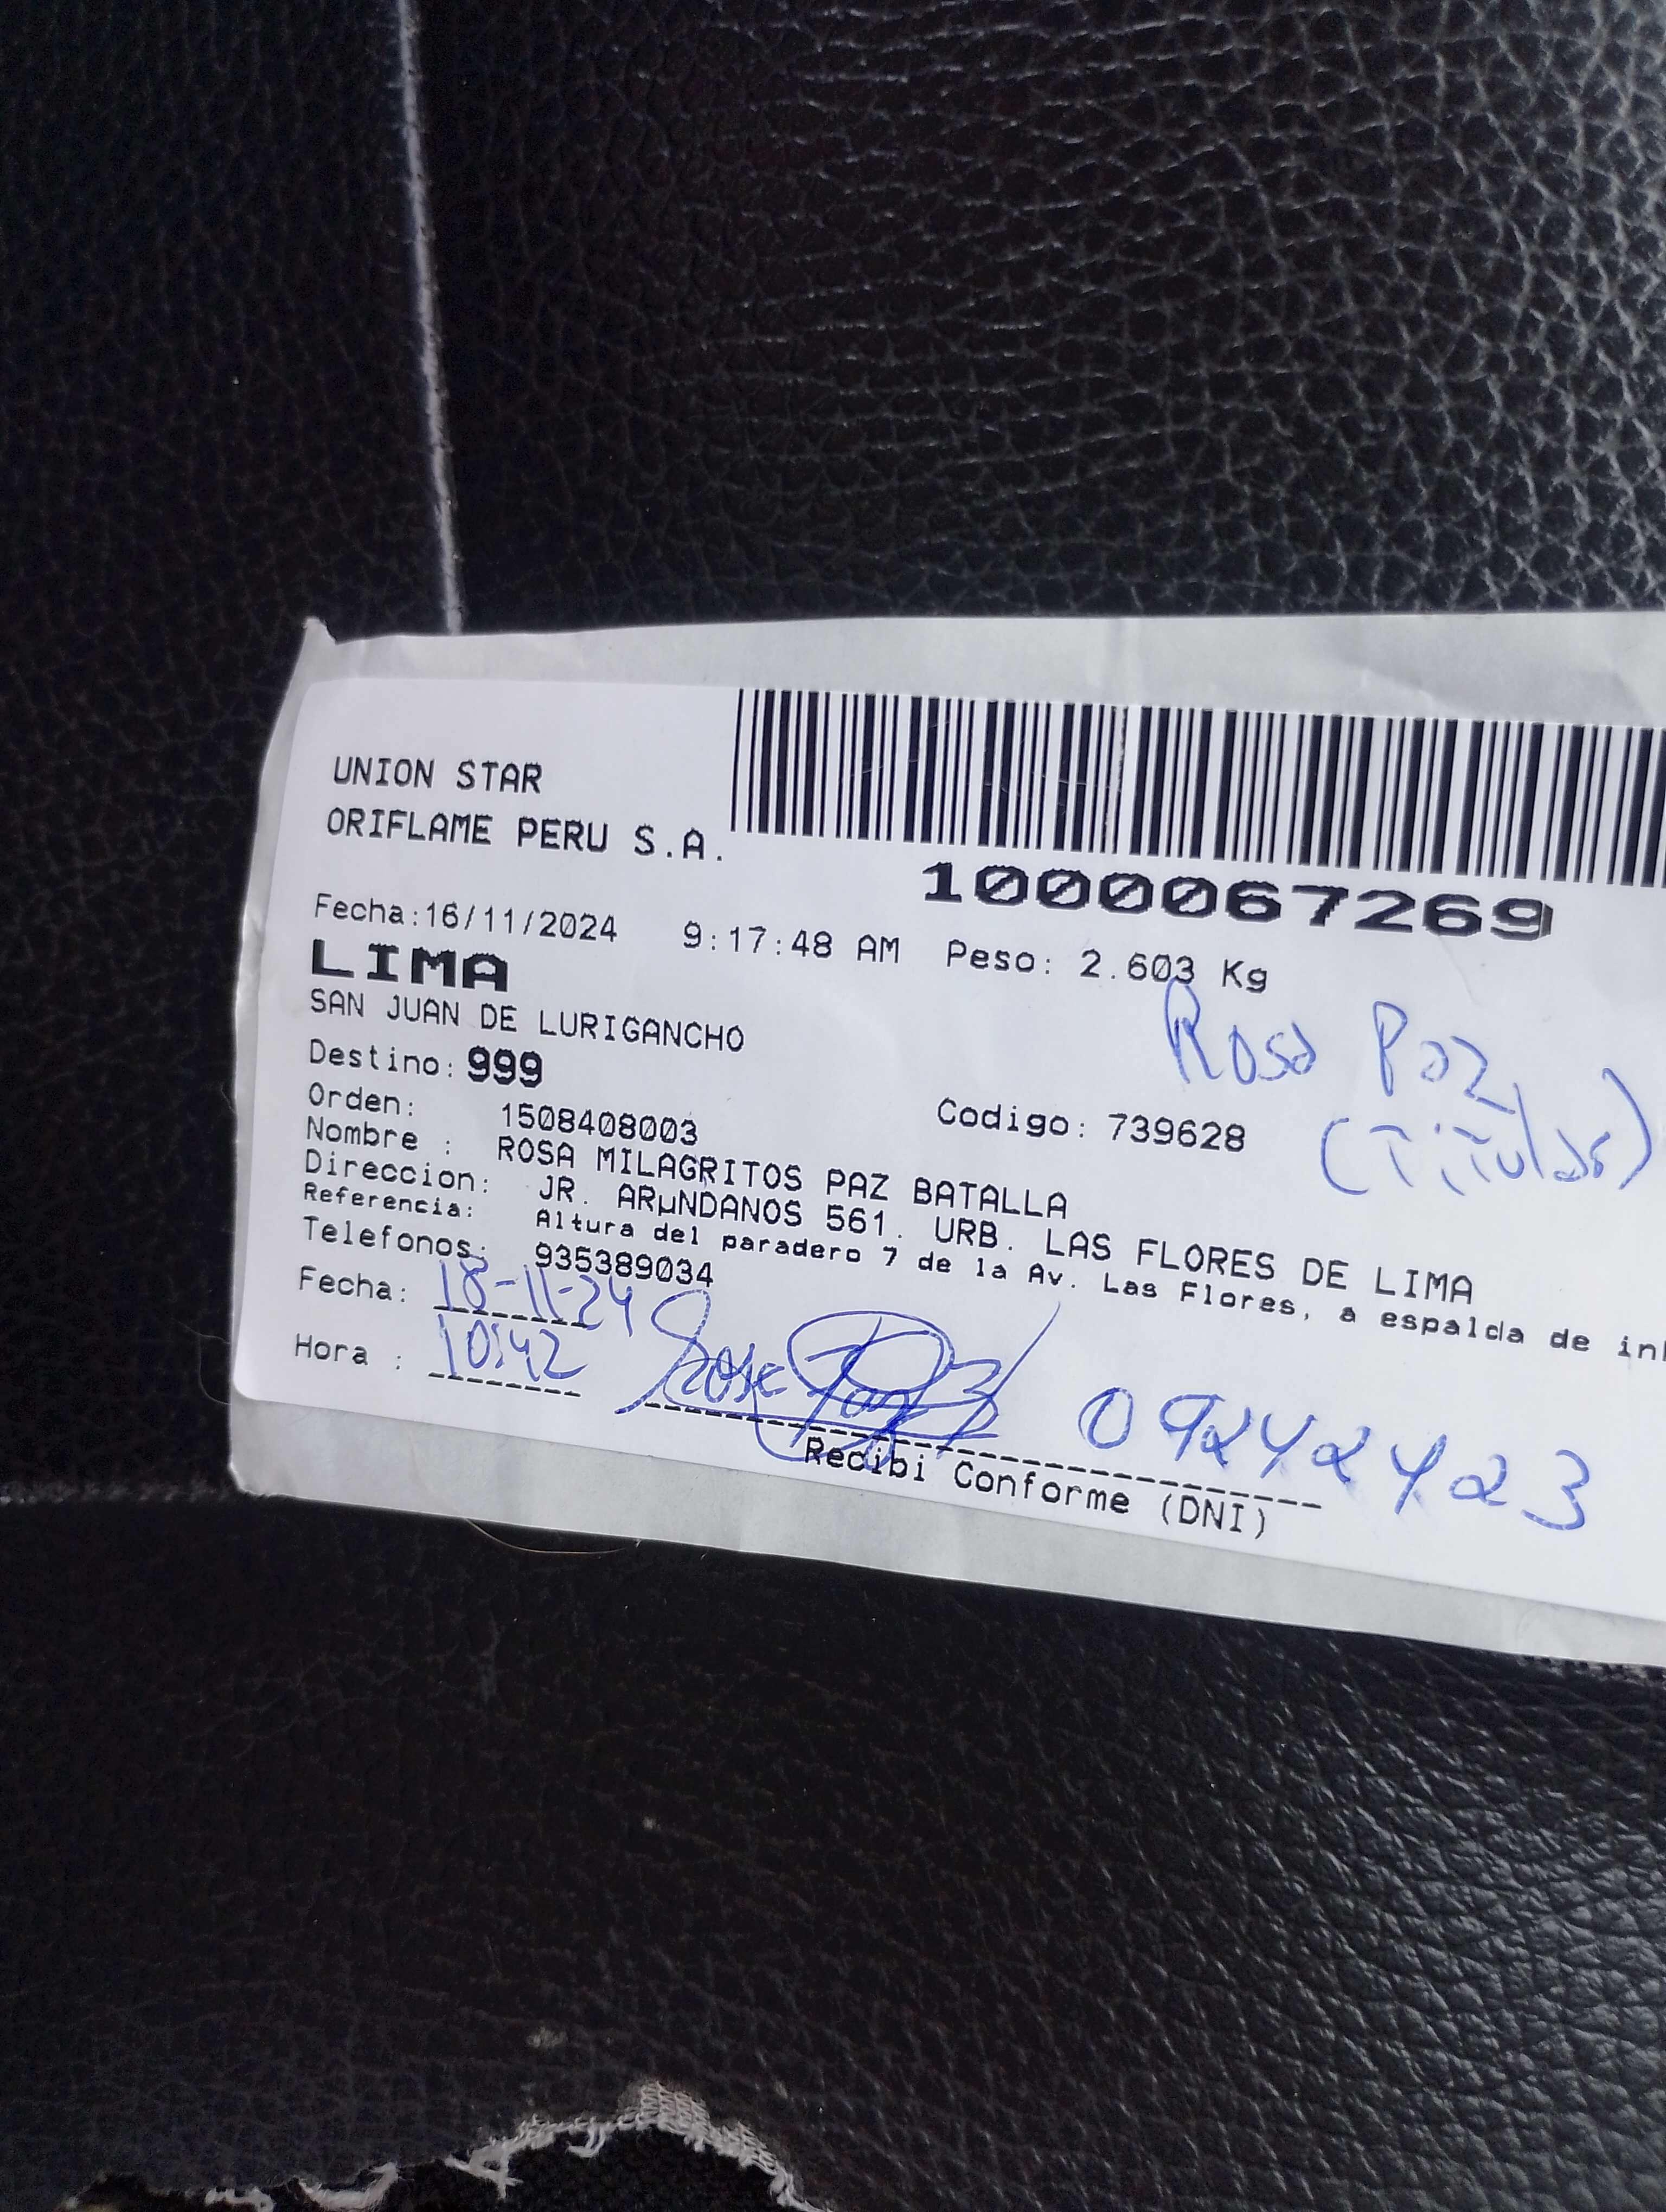 UNION STAR
ORIFLAME PERU S.A.
1000067269
Fecha:16/11/2024 9:17:48 AM Peso: 2.603 Kg
LIMA
SAN JUAN DE LURIGANCHO
Rosa Paz
(Titular)
Destino: 999
Orden: 1508408003 Codigo: 739628
Nombre : ROSA MILAGRITOS PAZ BATALLA
Direccion: JR. ARµNDANOS 561. URB. LAS FLORES DE LIMA
Referencia: Altura del paradero 7 de la Av. Las Flores, a espalda de
Telefonos: 935389034
Fecha: 18-11-24
Hora : 10:42
Rosa Paz B 09242423
Recibi Conforme (DNI)